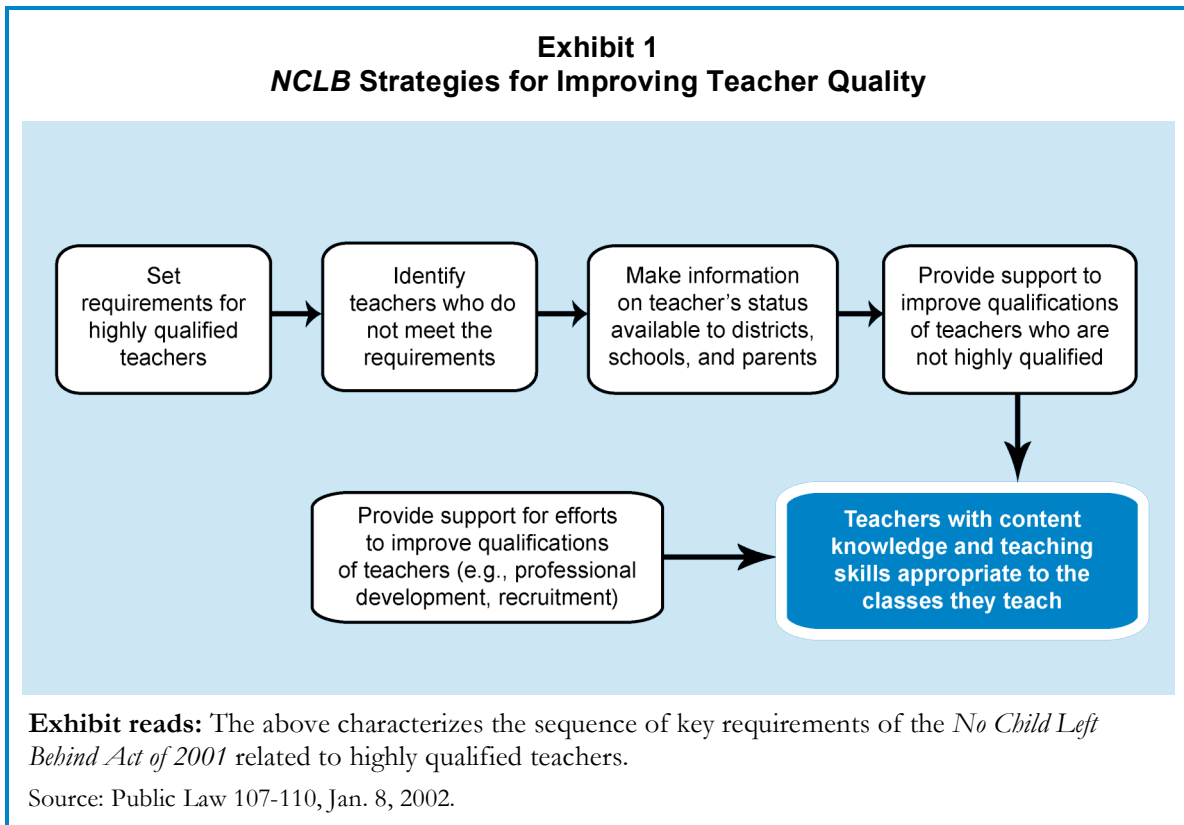 Exhibit 1
NCLB Strategies for Improving Teacher Quality
Set
requirements for
highly qualified
teachers
Identify
teachers who do
not meet the
requirements
Make information
on teacher's status
available to districts,
schools, and parents
Provide support to
improve qualifications
of teachers who are
not highly qualified
Provide support for efforts
to improve qualifications
of teachers (e.g., professional
development, recruitment)
Teachers with content
knowledge and teaching
skills appropriate to the
classes they teach
Exhibit reads: The above characterizes the sequence of key requirements of the No Child Left
Behind Act of 2001 related to highly qualified teachers.
Source: Public Law 107-110, Jan. 8, 2002.